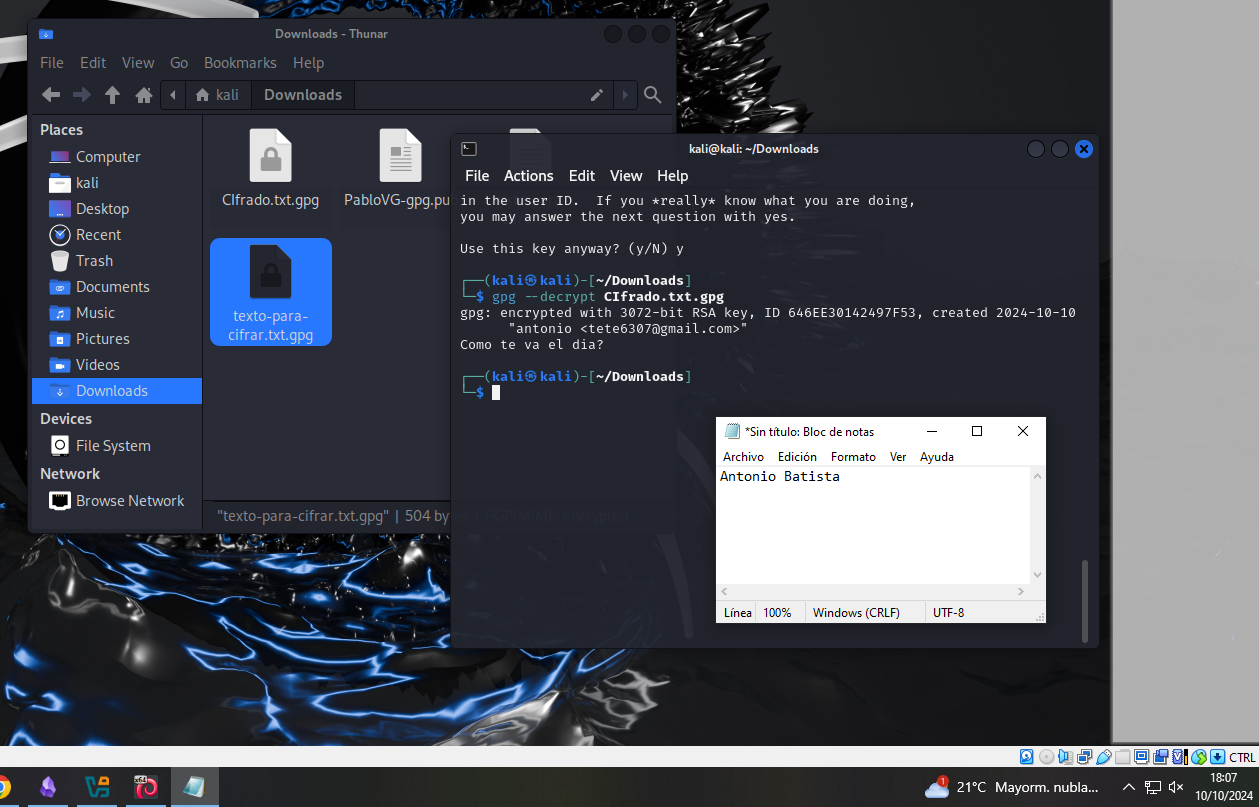 Downloads - Thunar
File Edit View Go Bookmarks Help
kali Downloads
Places
Computer
kali
Desktop
Recent
Trash
Documents
Music
Pictures
Videos
Downloads
Devices
File System
Network
Browse Network
CIfrado.txt.gpg
PabloVG-gpg.pu
texto-para-
cifrar.txt.gpg
"texto-para-cifrar.txt.gpg" | 504 by
kali@kali: ~/Downloads
File Actions Edit View Help
in the user ID. If you *really* know what you are doing,
you may answer the next question with yes.
Use this key anyway? (y/N) y
┌──(kali㉿kali)-[~/Downloads]
└─$ gpg --decrypt CIfrado.txt.gpg
gpg: encrypted with 3072-bit RSA key, ID 646EE30142497F53, created 2024-10-10
"antonio <tete6307@gmail.com>"
Como te va el dia?
┌──(kali㉿kali)-[~/Downloads]
└─$
*Sin título: Bloc de notas
Archivo Edición Formato Ver Ayuda
Antonio Batista
Línea 100% Windows (CRLF) UTF-8
CTRL
x64
1
21°C Mayorm. nubla...
18:07
10/10/2024